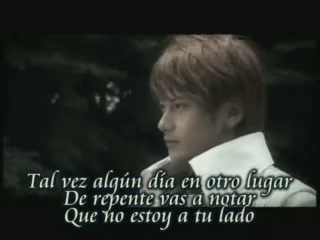 Tal vez algún día en otro lugar
De repente vas a notar
Que no estoy a tu lado